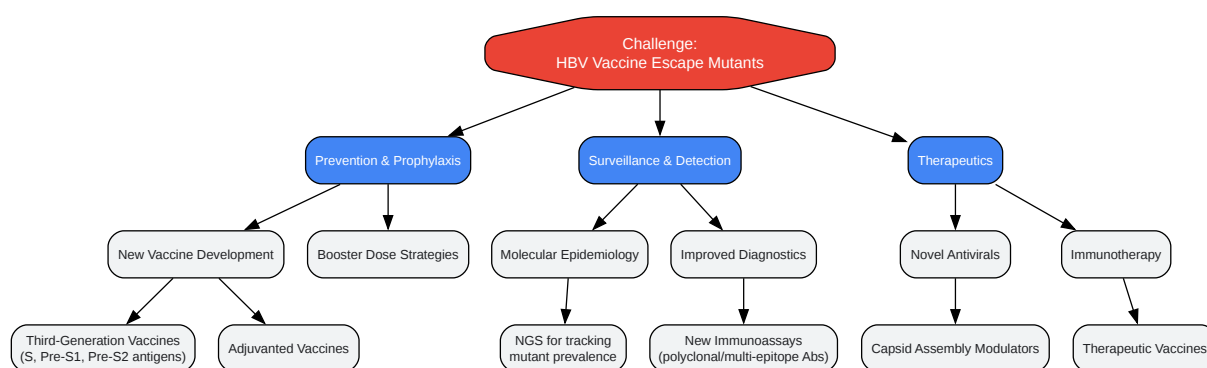 Challenge:
HBV Vaccine Escape Mutants
Prevention & Prophylaxis
Surveillance & Detection
Therapeutics
New Vaccine Development
Booster Dose Strategies
Molecular Epidemiology
Improved Diagnostics
Novel Antivirals
Immunotherapy
Third-Generation Vaccines
(S, Pre-S1, Pre-S2 antigens)
Adjuvanted Vaccines
NGS for tracking
mutant prevalence
New Immunoassays
(polyclonal/multi-epitope Abs)
Capsid Assembly Modulators
Therapeutic Vaccines